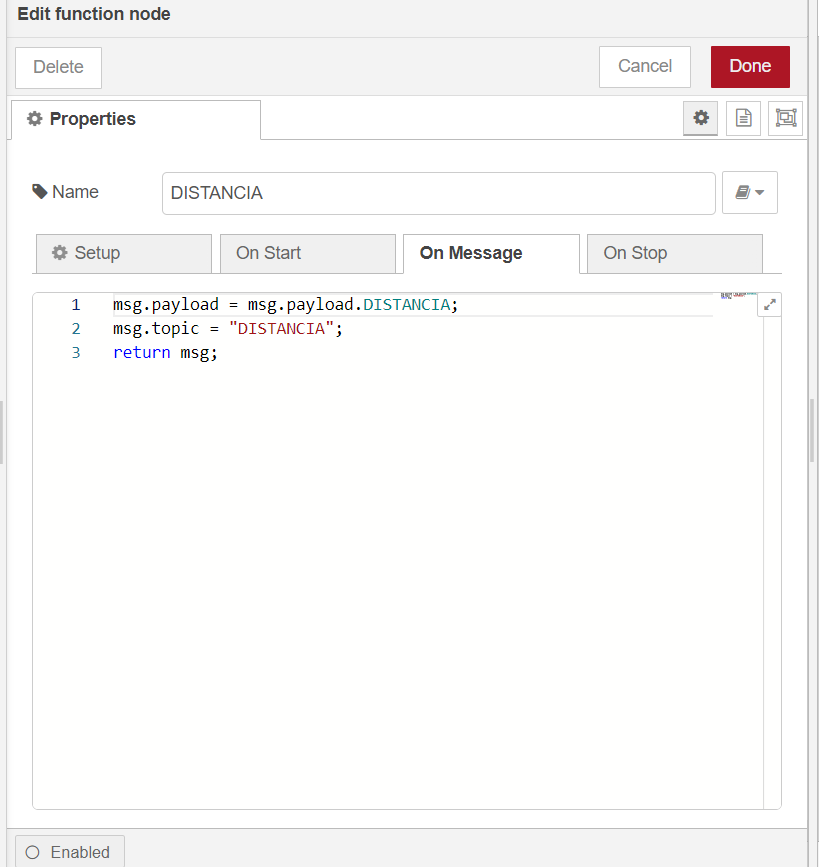 Edit function node
Delete
Cancel
Done
Properties
Name
DISTANCIA
Setup
On Start
On Message
On Stop
1 msg.payload = msg.payload.DISTANCIA;
2 msg.topic = "DISTANCIA";
3 return msg;
Enabled